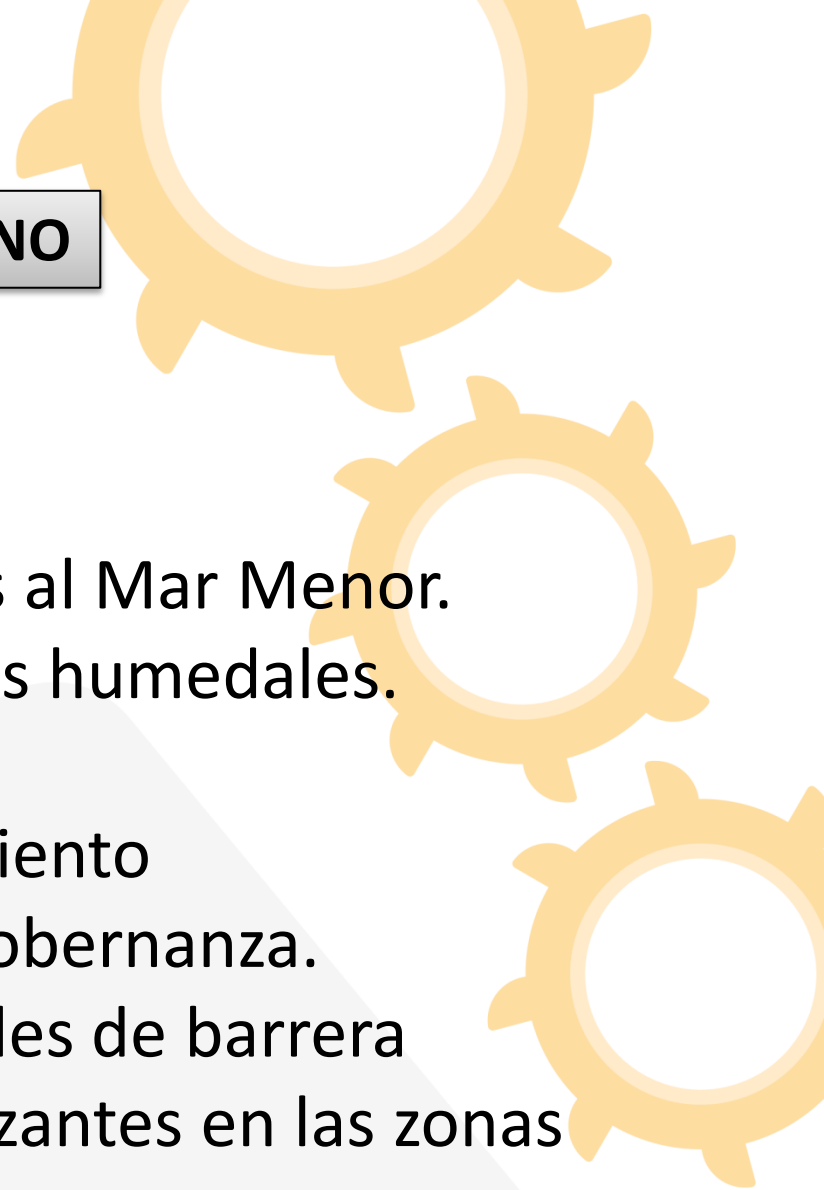 NO
s al Mar Menor.
s humedales.
iento
obernanza.
les de barrera
zantes en las zonas